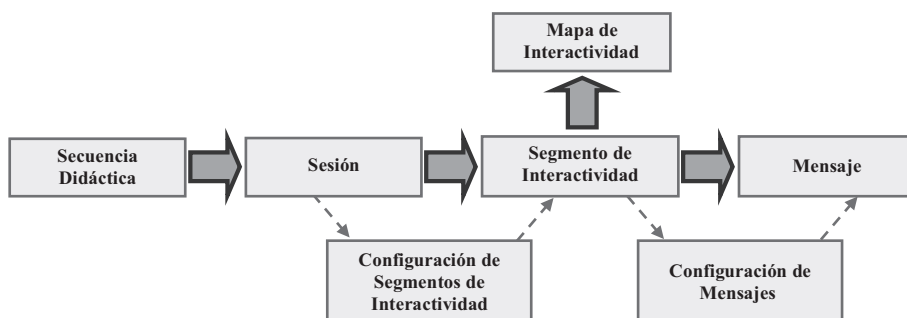 Mapa de
Interactividad
Secuencia
Didáctica
Sesión
Segmento de
Interactividad
Mensaje
Configuración de
Segmentos de
Interactividad
Configuración de
Mensajes